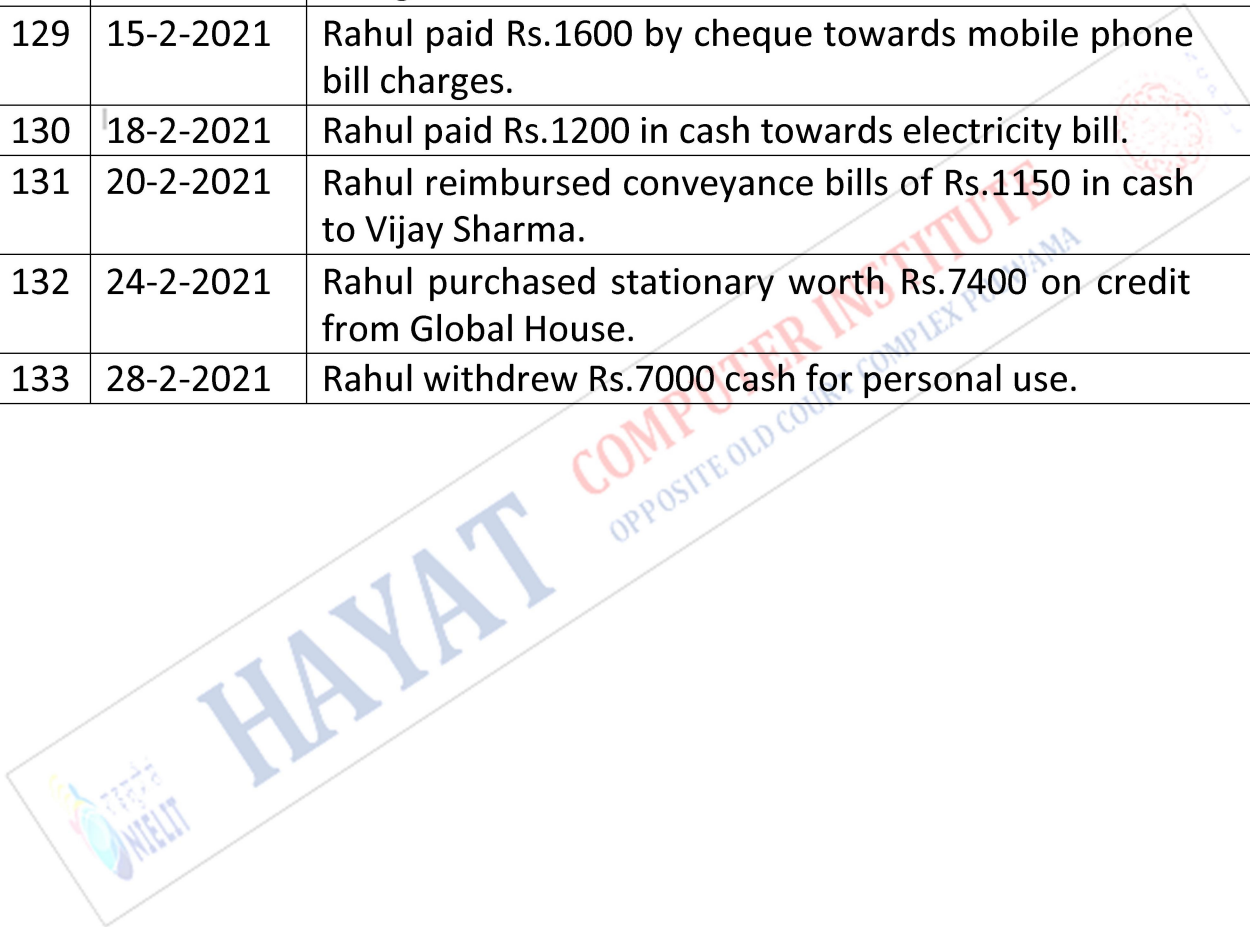 129 15-2-2021 Rahul paid Rs.1600 by cheque towards mobile phone
bill charges.
130 18-2-2021 Rahul paid Rs.1200 in cash towards electricity bill.
131 20-2-2021 Rahul reimbursed conveyance bills of Rs.1150 in cash
to Vijay Sharma.
132 24-2-2021 Rahul purchased stationary worth Rs.7400 on credit
from Global House.
133 28-2-2021 Rahul withdrew Rs.7000 cash for personal use.
HAYAT
COMPUTER INSTITUTE
OPPOSITE OLD COURT COMPLEX PULWAMA
NIELIT